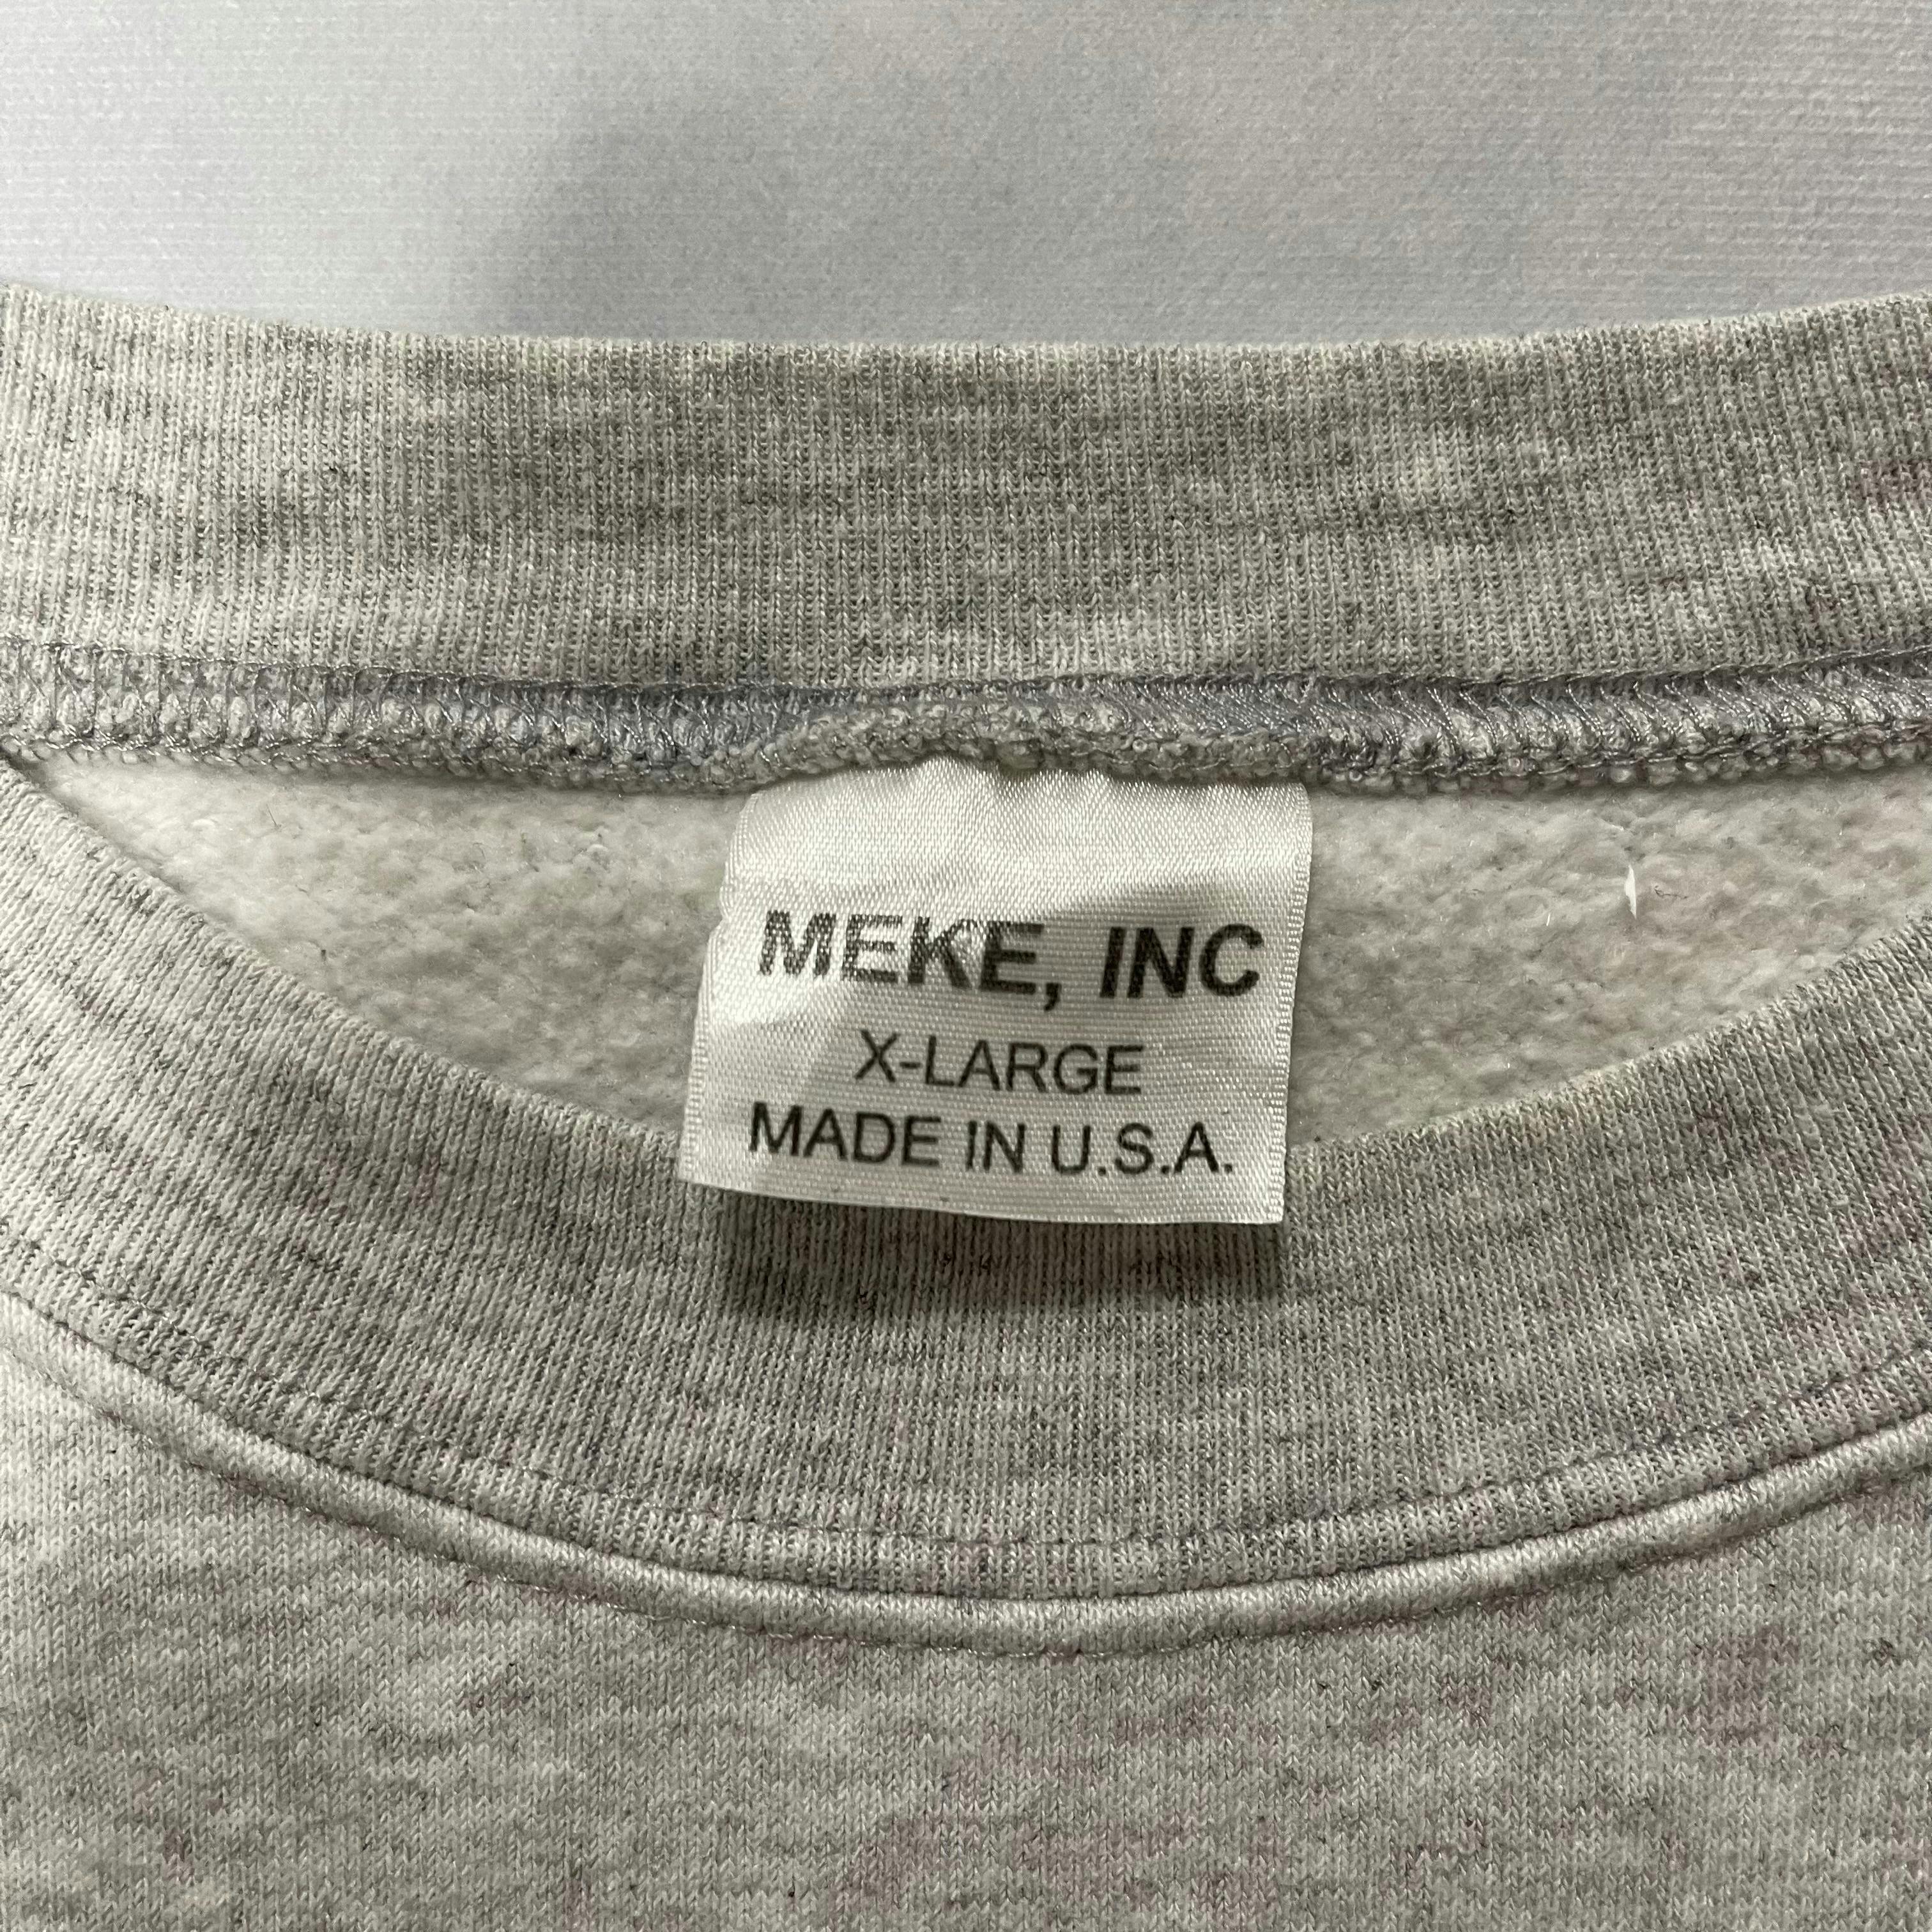 MEKE, INC
X-LARGE
MADE IN U.S.A.